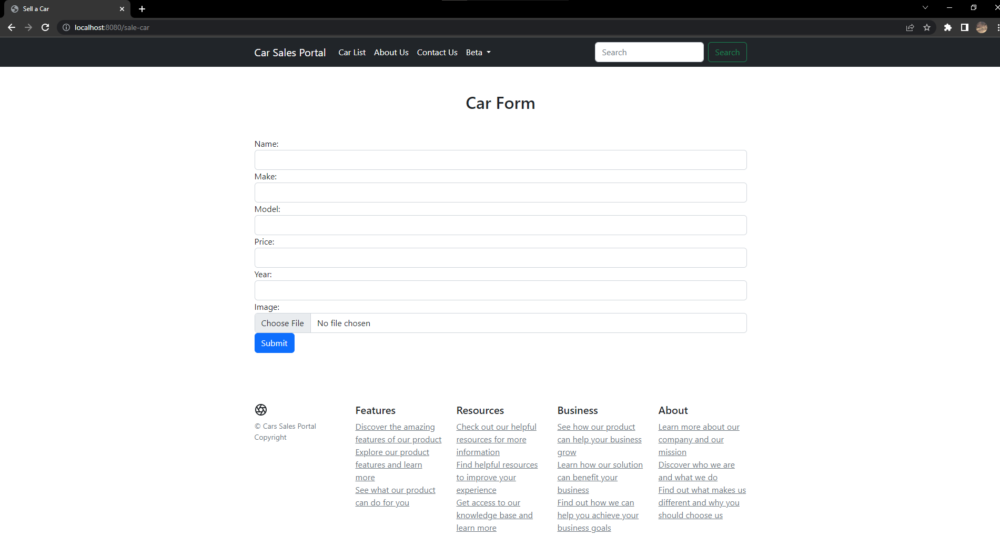 Sell a Car
localhost:8080/sale-car
Car Sales Portal Car List About Us Contact Us Beta Search Search
Car Form
Name:
Make:
Model:
Price:
Year:
Image:
Choose File No file chosen
Submit
© Cars Sales Portal
Copyright
Features
Discover the amazing
features of our product
Explore our product
features and learn
more
See what our product
can do for you
Resources
Check out our helpful
resources for more
information
Find helpful resources
to improve your
experience
Get access to our
knowledge base and
learn more
Business
See how our product
can help your business
grow
Learn how our solution
can benefit your
business
Find out how we can
help you achieve your
business goals
About
Learn more about our
company and our
mission
Discover who we are
and what we do
Find out what makes us
different and why you
should choose us